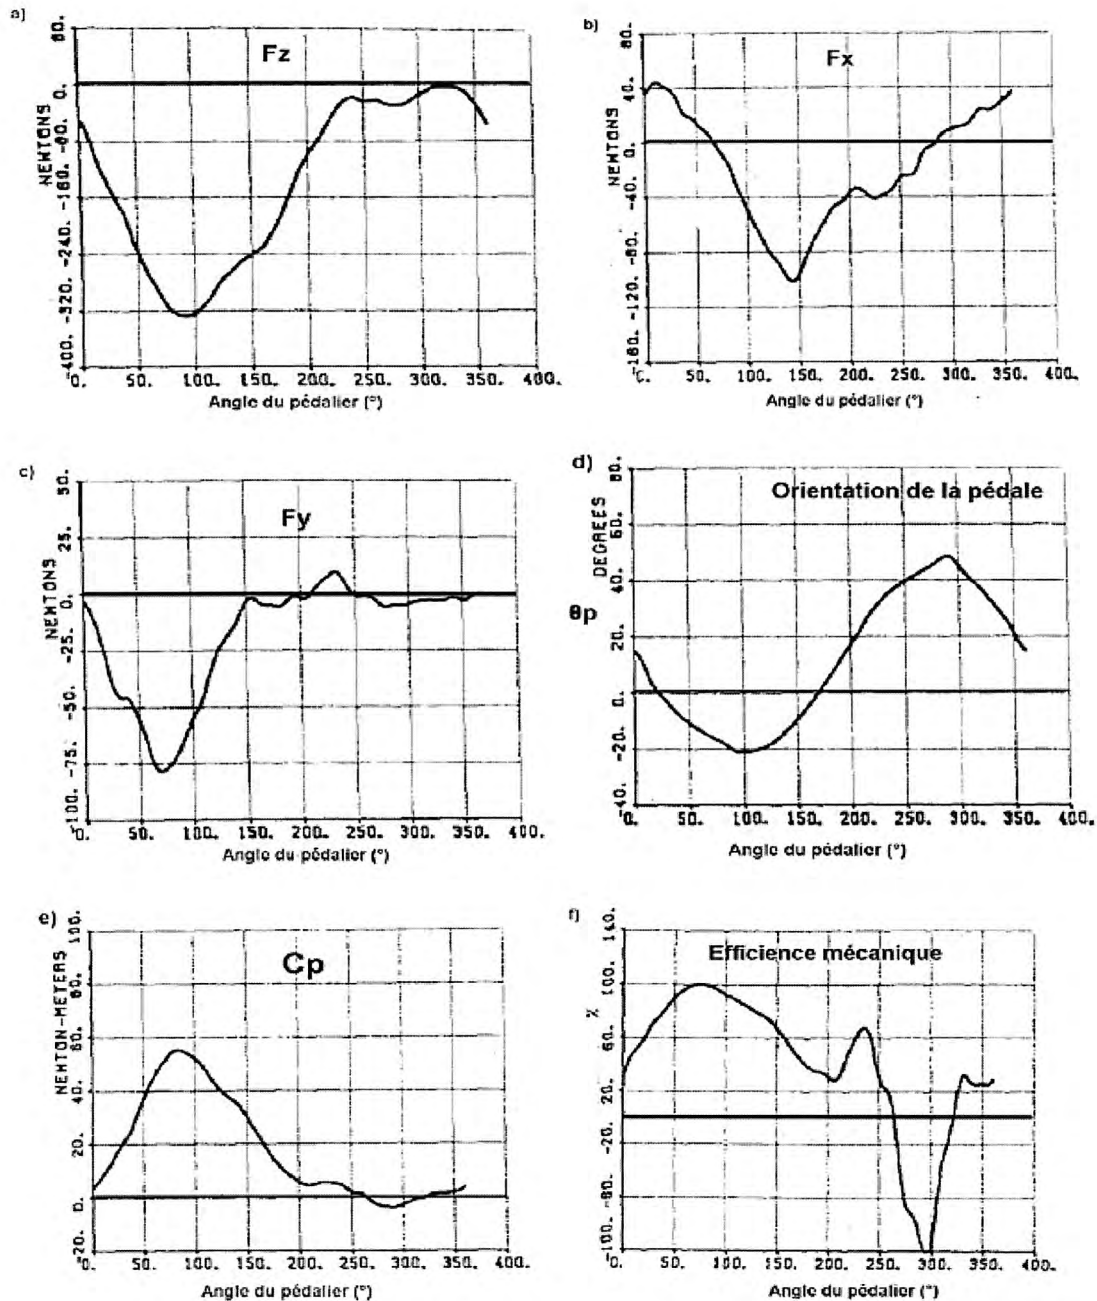 a)
Fz
NEWTONS
80.
0.
-80.
-160.
-240.
-320.
-400.
0. 50. 100. 150. 200. 250. 300. 350. 400.
Angle du pédalier (°)
b)
Fx
NEWTONS
80.
40.
0.
-40.
-80.
-120.
-160.
0. 50. 100. 150. 200. 250. 300. 350. 400.
Angle du pédalier (°)
c)
Fy
NEWTONS
50.
25.
0.
-25.
-50.
-75.
-100.
0. 50. 100. 150. 200. 250. 300. 350. 400.
Angle du pédalier (°)
d)
Orientation de la pédale
DEGREES
θp
80.
60.
40.
20.
0.
-20.
-40.
0. 50. 100. 150. 200. 250. 300. 350. 400.
Angle du pédalier (°)
e)
Cp
NEWTON-METERS
100.
80.
60.
40.
20.
0.
-20.
0. 50. 100. 150. 200. 250. 300. 350. 400.
Angle du pédalier (°)
f)
Efficience mécanique
%
140.
100.
60.
20.
-20.
-60.
-100.
0. 50. 100. 150. 200. 250. 300. 350. 400.
Angle du pédalier (°)